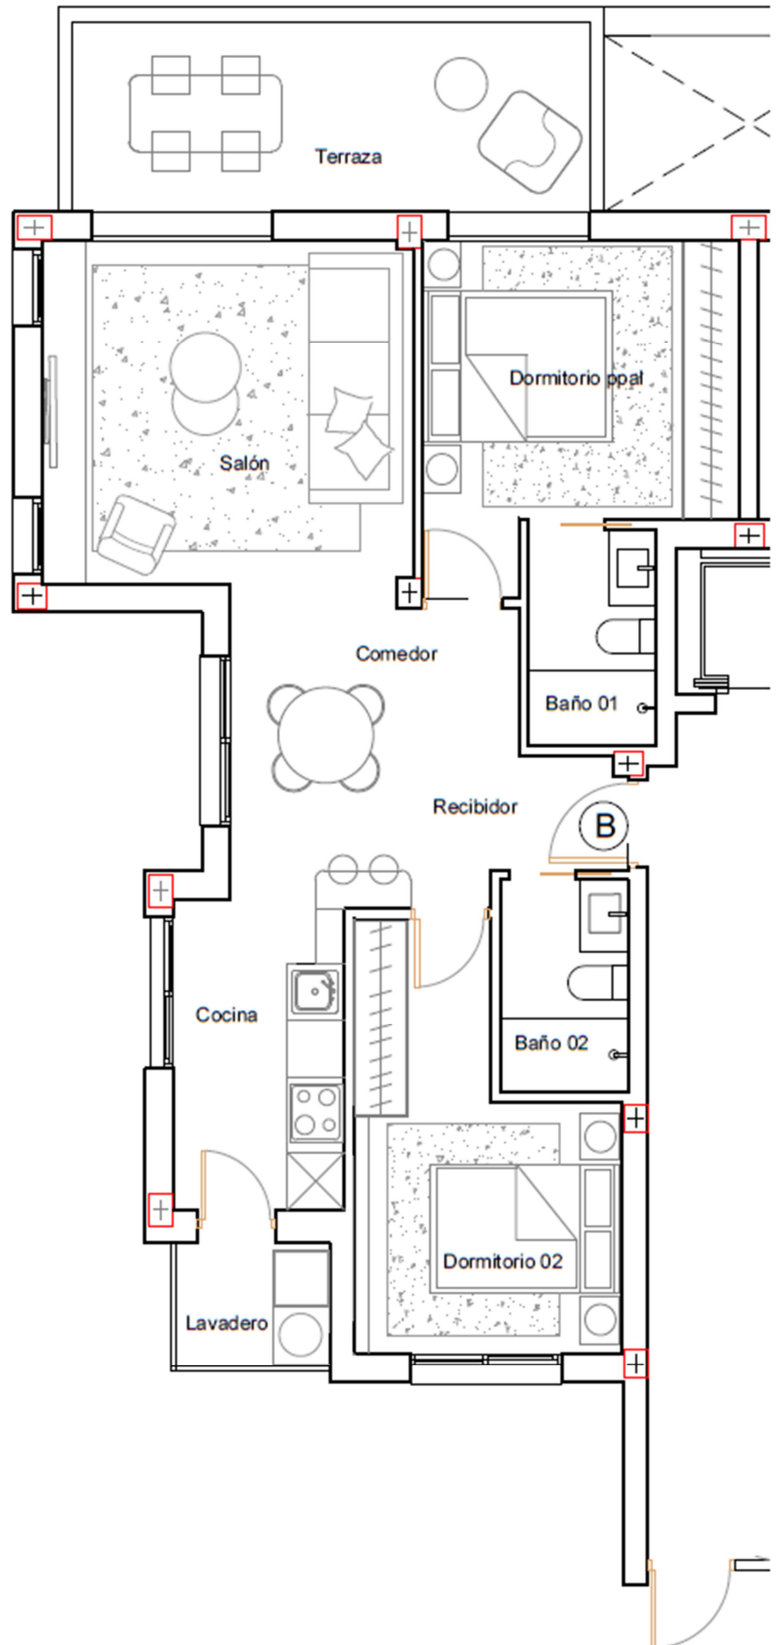 Terraza
Dormitorio ppal
Salón
Comedor
Baño 01
Recibidor
B
Cocina
Baño 02
Dormitorio 02
Lavadero